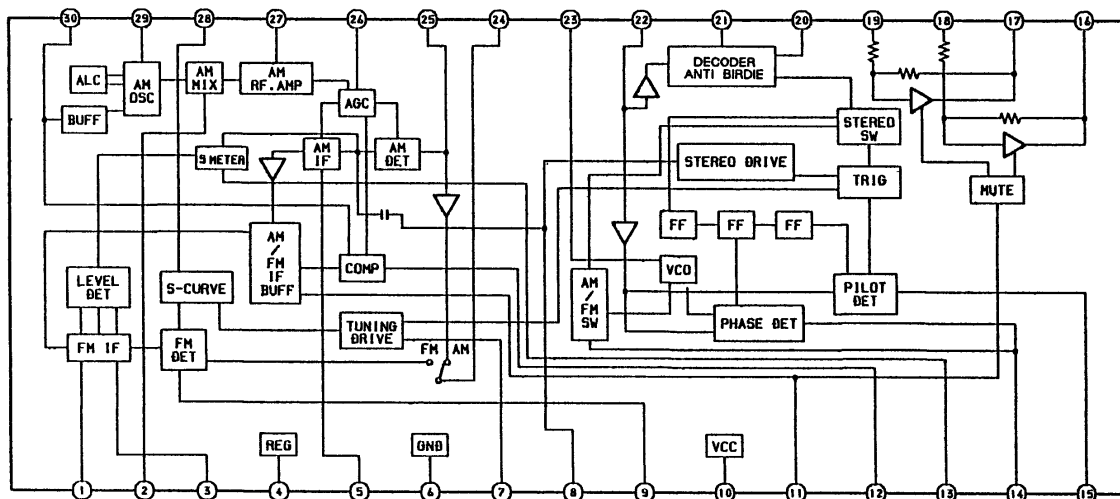 30 29 28 27 26 25 24 23 22 21 20 19 18 17 16
ALC
AM
OSC
AM
MIX
AM
RF.AMP
AGC
BUFF
S METER
AM
IF
AM
DET
DECODER
ANTI BIRDIE
STEREO
SW
STEREO DRIVE
TRIG
MUTE
FF FF FF
AM
/
FM
IF
BUFF
COMP
VCO
LEVEL
DET
S-CURVE
AM
/
FM
SW
PILOT
DET
FM IF
FM
DET
TUNING
DRIVE
FM AM
PHASE DET
REG
GND
VCC
1 2 3 4 5 6 7 8 9 10 11 12 13 14 15